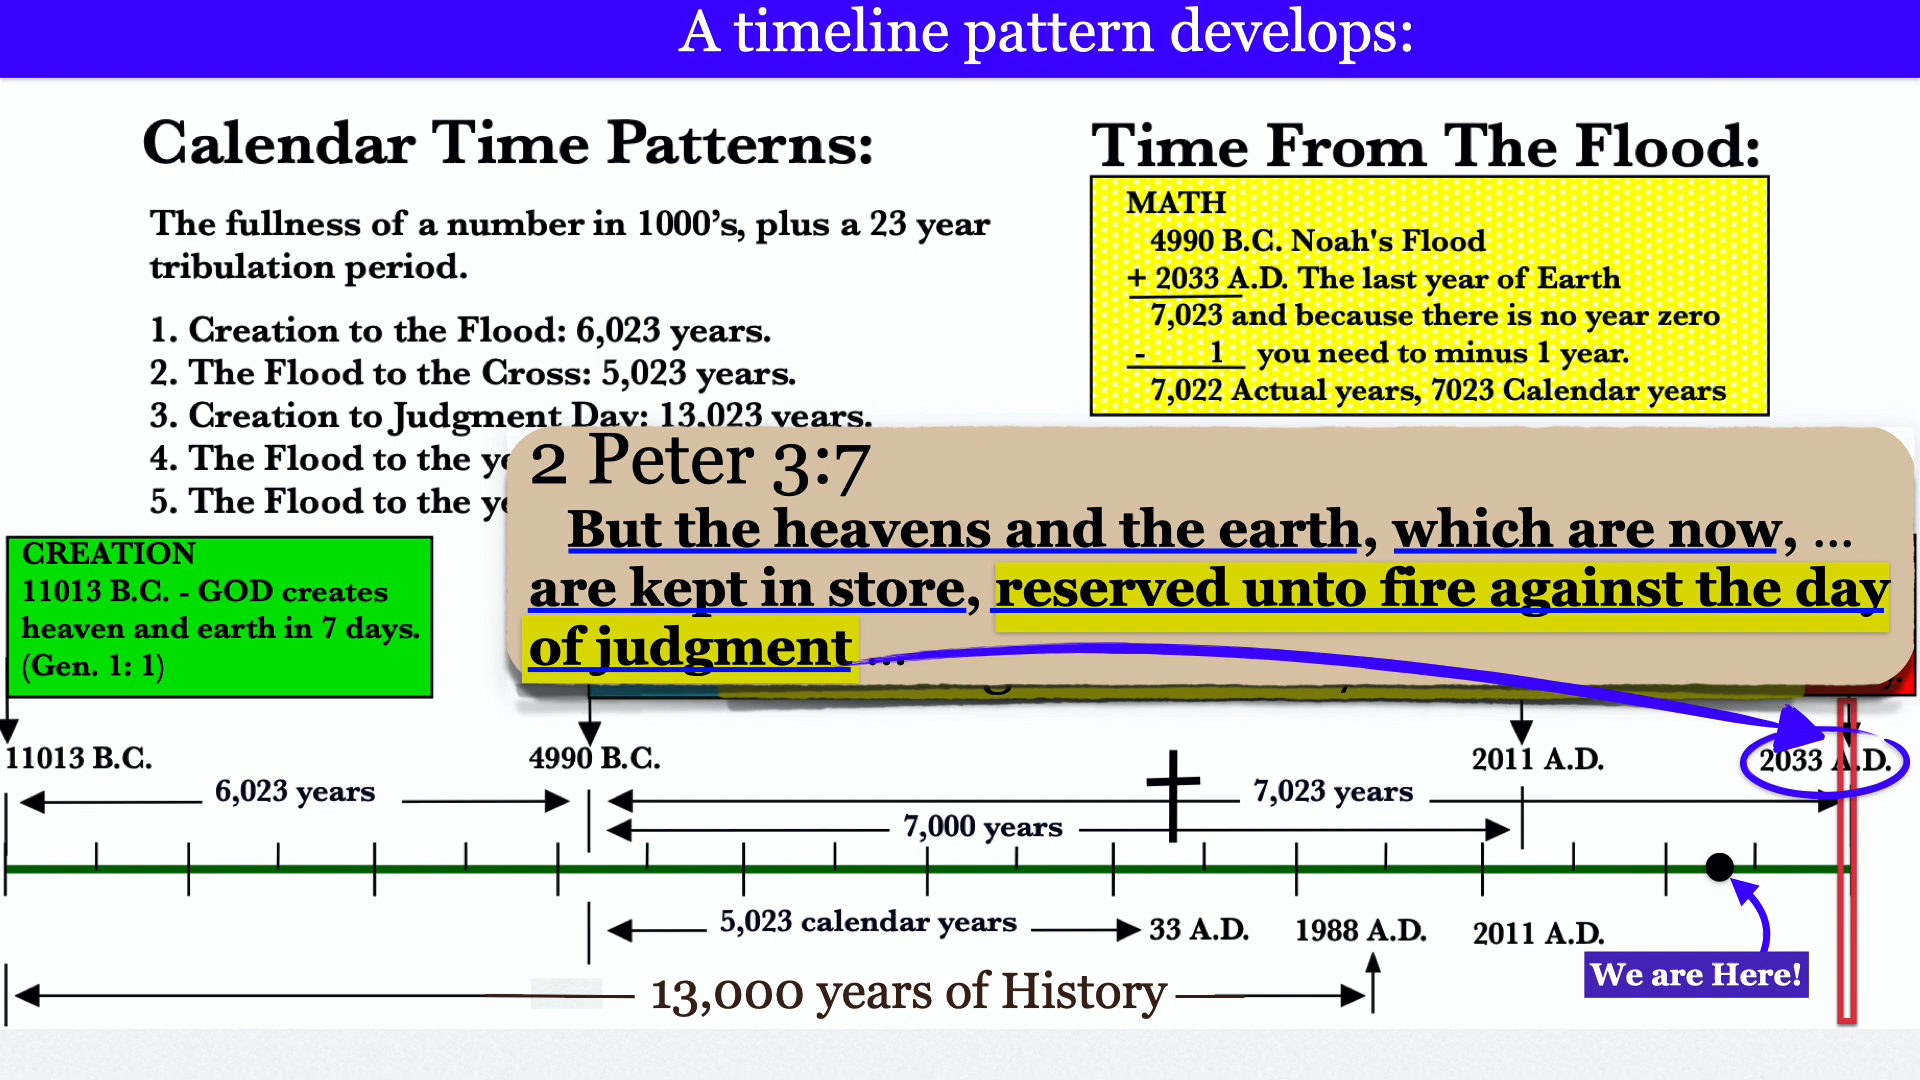 A timeline pattern develops:
Calendar Time Patterns:
The fullness of a number in 1000’s, plus a 23 year
tribulation period.
1. Creation to the Flood: 6,023 years.
2. The Flood to the Cross: 5,023 years.
3. Creation to Judgment Day: 13,023 years.
4. The Flood to the
5. The Flood to the
Time From The Flood:
MATH
4990 B.C. Noah's Flood
+ 2033 A.D. The last year of Earth
7,023 and because there is no year zero
- 1 you need to minus 1 year.
7,022 Actual years, 7023 Calendar years
2 Peter 3:7
But the heavens and the earth, which are now, ...
are kept in store, reserved unto fire against the day
of judgment ...
CREATION
11013 B.C. - GOD creates
heaven and earth in 7 days.
(Gen. 1: 1)
11013 B.C.
4990 B.C.
2011 A.D.
2033 A.D.
6,023 years
7,023 years
7,000 years
5,023 calendar years
33 A.D.
1988 A.D.
2011 A.D.
We are Here!
13,000 years of History